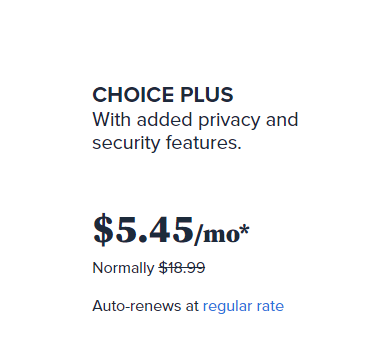 CHOICE PLUS
With added privacy and
security features.
$5.45/mo*
Normally $18.99
Auto-renews at regular rate